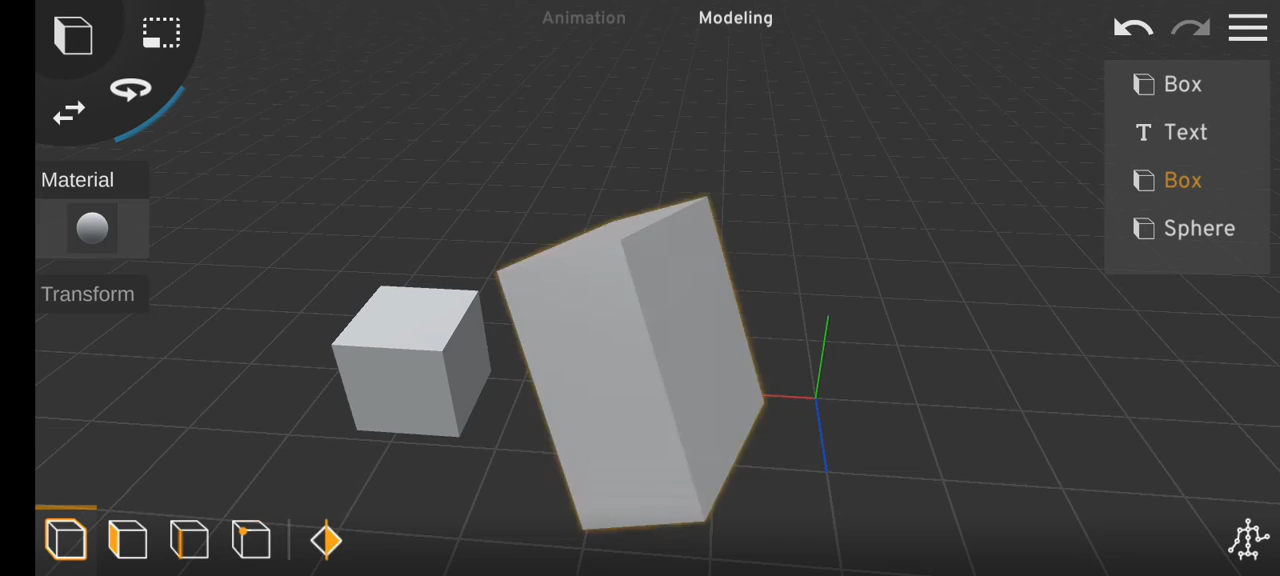 Animation
Modeling
Material
Transform
Box
T Text
Box
Sphere